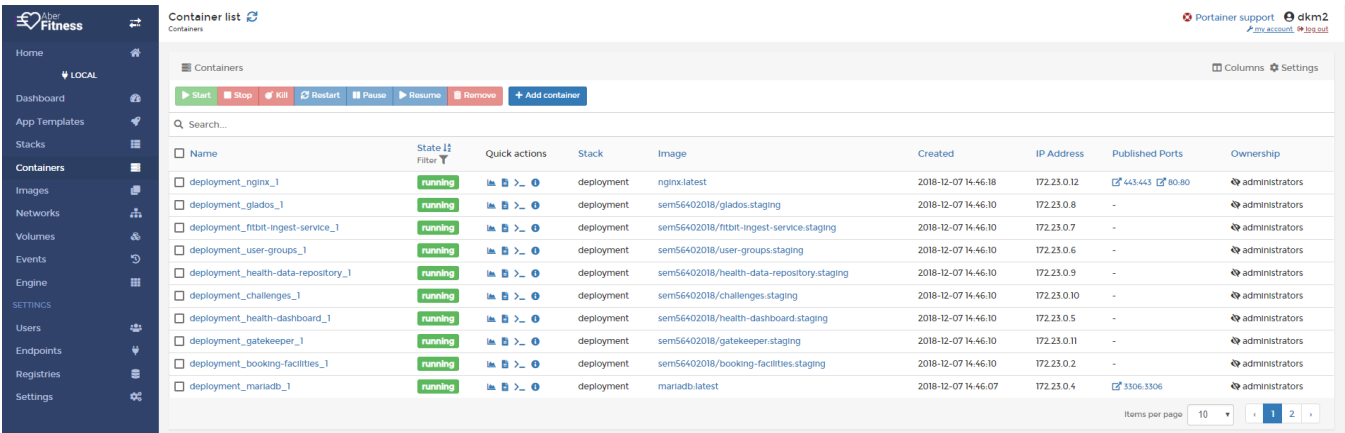 Aber
Fitness
Container list
Containers
Portainer support dkm2
my account log out
Home
LOCAL
Dashboard
App Templates
Stacks
Containers
Images
Networks
Volumes
Events
Engine
SETTINGS
Users
Endpoints
Registries
Settings
Containers
Columns Settings
Start Stop Kill Restart Pause Resume Remove + Add container
Search...
Name State Filter Quick actions Stack Image Created IP Address Published Ports Ownership
deployment_nginx_1 running deployment nginx:latest 2018-12-07 14:46:18 172.23.0.12 443:443 80:80 administrators
deployment_glados_1 running deployment sem56402018/glados:staging 2018-12-07 14:46:10 172.23.0.8 - administrators
deployment_fitbit-ingest-service_1 running deployment sem56402018/fitbit-ingest-service:staging 2018-12-07 14:46:10 172.23.0.7 - administrators
deployment_user-groups_1 running deployment sem56402018/user-groups:staging 2018-12-07 14:46:10 172.23.0.6 - administrators
deployment_health-data-repository_1 running deployment sem56402018/health-data-repository:staging 2018-12-07 14:46:10 172.23.0.9 - administrators
deployment_challenges_1 running deployment sem56402018/challenges:staging 2018-12-07 14:46:10 172.23.0.10 - administrators
deployment_health-dashboard_1 running deployment sem56402018/health-dashboard:staging 2018-12-07 14:46:10 172.23.0.5 - administrators
deployment_gatekeeper_1 running deployment sem56402018/gatekeeper:staging 2018-12-07 14:46:10 172.23.0.11 - administrators
deployment_booking-facilities_1 running deployment sem56402018/booking-facilities:staging 2018-12-07 14:46:10 172.23.0.2 - administrators
deployment_mariadb_1 running deployment mariadb:latest 2018-12-07 14:46:07 172.23.0.4 3306:3306 administrators
Items per page 10 ‹ 1 2 ›